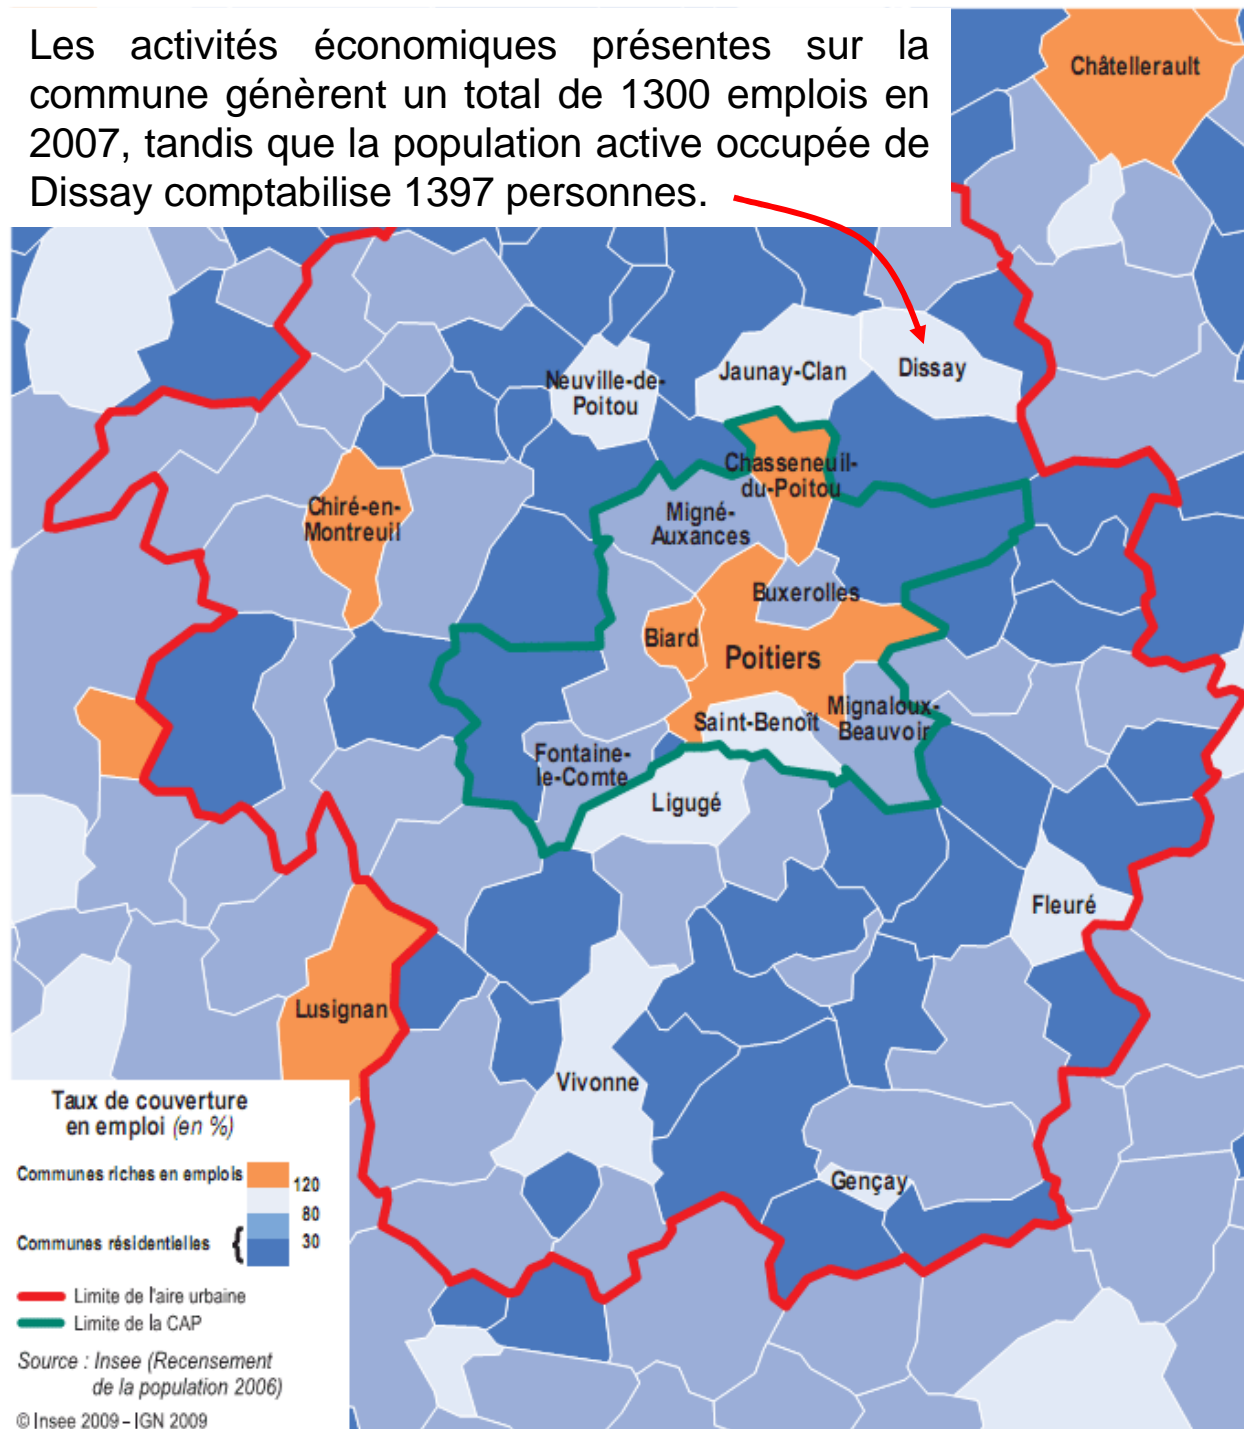 Les activités économiques présentes sur la
commune génèrent un total de 1300 emplois en
2007, tandis que la population active occupée de
Dissay comptabilise 1397 personnes.
Châtellerault
Neuville-de-
Poitou
Jaunay-Clan
Dissay
Chasseneuil-
du-Poitou
Chiré-en-
Montreuil
Migné-
Auxances
Buxerolles
Biard
Poitiers
Saint-Benoît
Mignaloux-
Beauvoir
Fontaine-
le-Comte
Ligugé
Fleuré
Lusignan
Vivonne
Gençay
Taux de couverture
en emploi (en %)
Communes riches en emplois
120
80
Communes résidentielles { 30
Limite de l'aire urbaine
Limite de la CAP
Source : Insee (Recensement
de la population 2006)
© Insee 2009 – IGN 2009